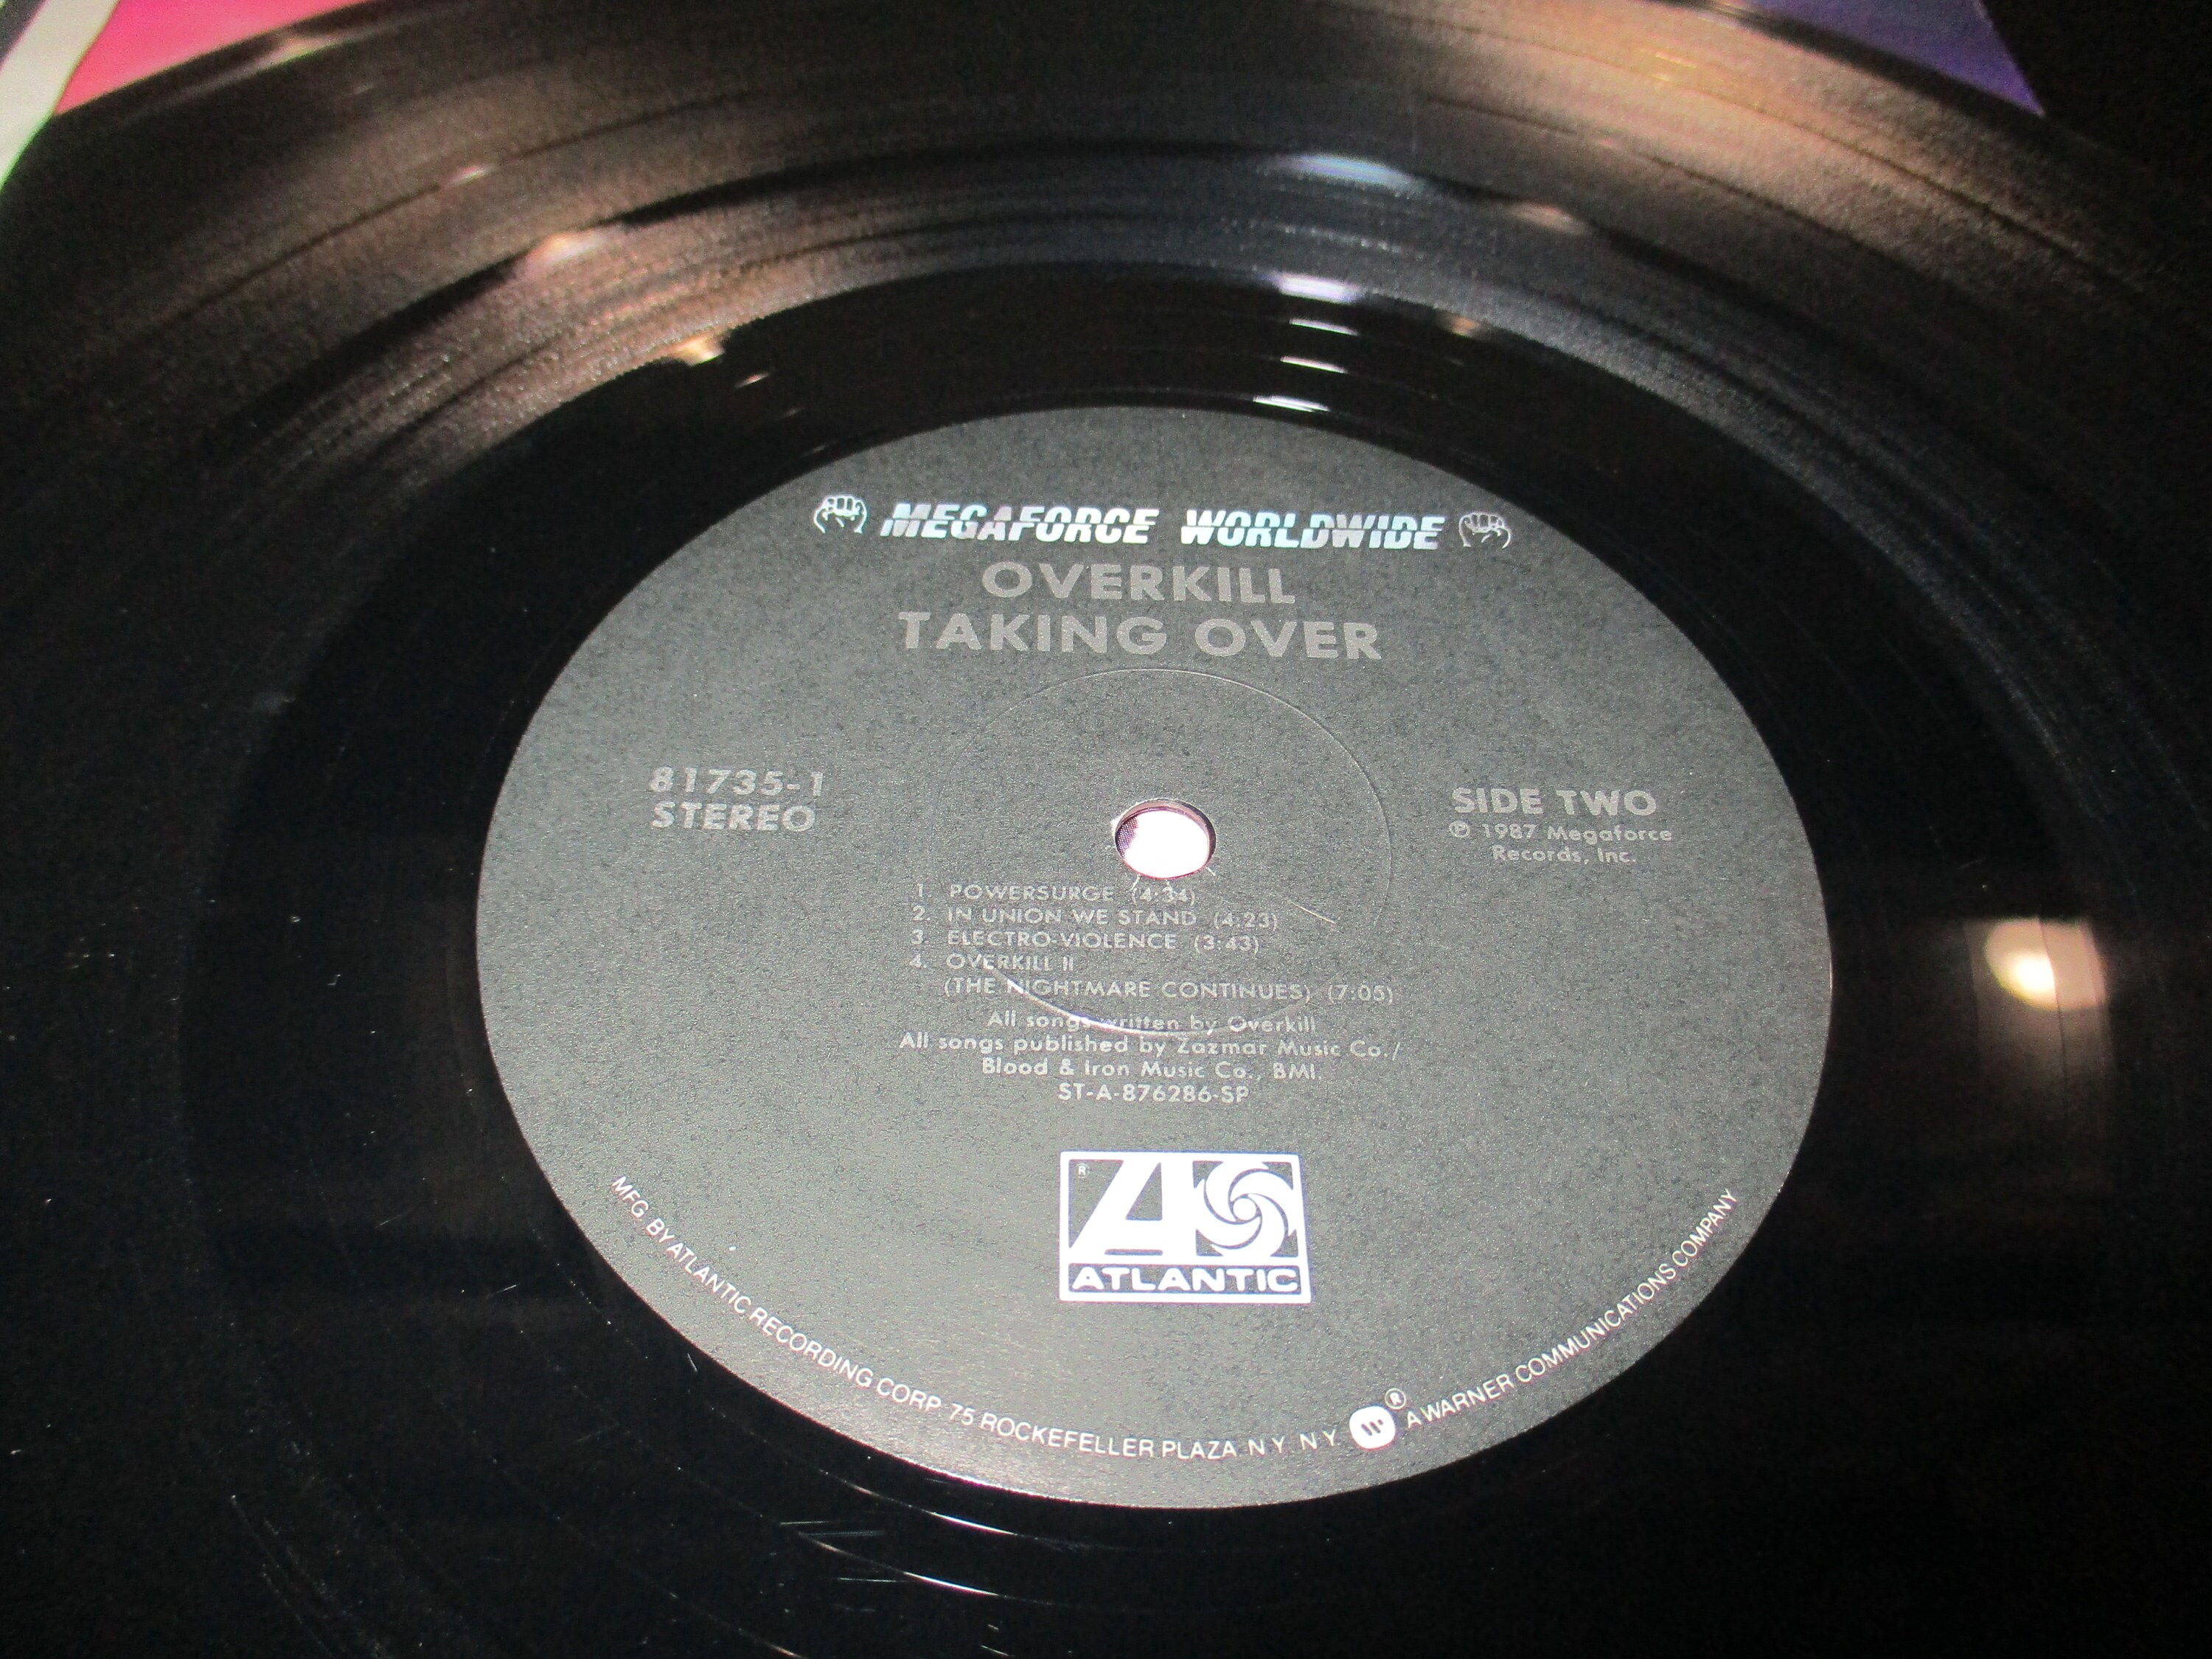 MEGAFORCE WORLDWIDE
OVERKILL
TAKING OVER
81735-1
STEREO
SIDE TWO
℗ 1987 Megaforce
Records, Inc.
1. POWERSURGE (4:34)
2. IN UNION WE STAND (4:23)
3. ELECTRO-VIOLENCE (3:43)
4. OVERKILL II
(THE NIGHTMARE CONTINUES) (7:05)
All songs written by Overkill
All songs published by Zazmar Music Co./
Blood & Iron Music Co., BMI.
ST-A-876286-SP
®
ATLANTIC
MFG. BY ATLANTIC RECORDING CORP. 75 ROCKEFELLER PLAZA N.Y. N.Y. ® A WARNER COMMUNICATIONS COMPANY